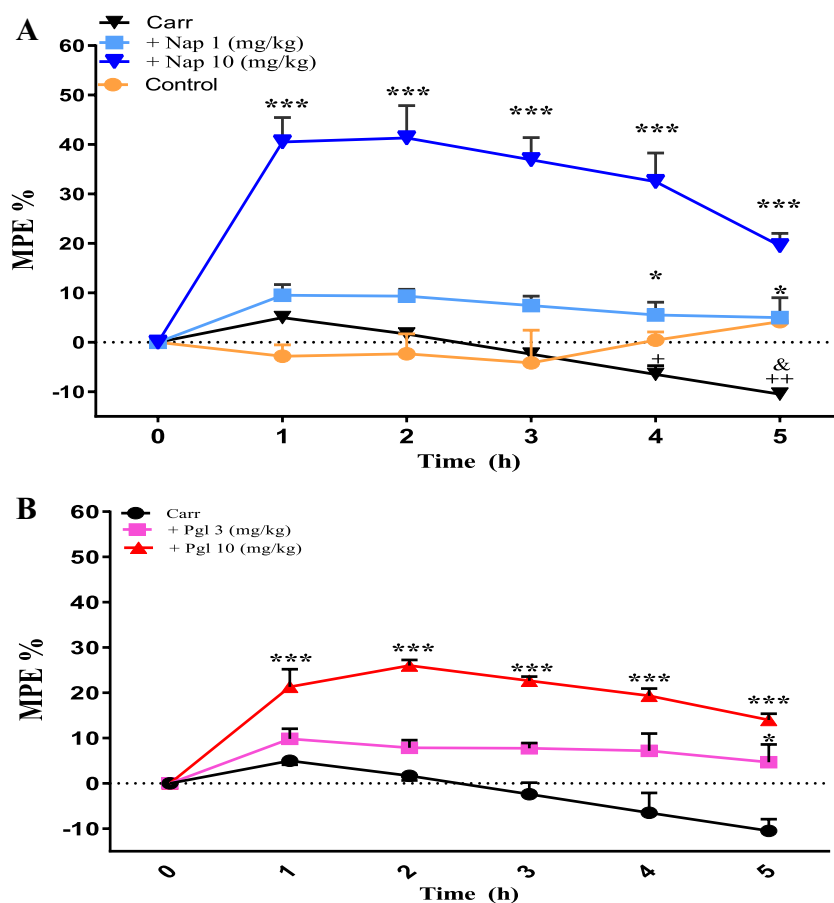 A
Carr
+ Nap 1 (mg/kg)
+ Nap 10 (mg/kg)
Control
60
50
40
30
20
10
0
-10
MPE %
*** *** *** *** ***
* *
+ &
++
0 1 2 3 4 5
Time (h)
B
Carr
+ Pgl 3 (mg/kg)
+ Pgl 10 (mg/kg)
60
50
40
30
20
10
0
-10
MPE %
*** *** *** *** ***
*
0 1 2 3 4 5
Time (h)